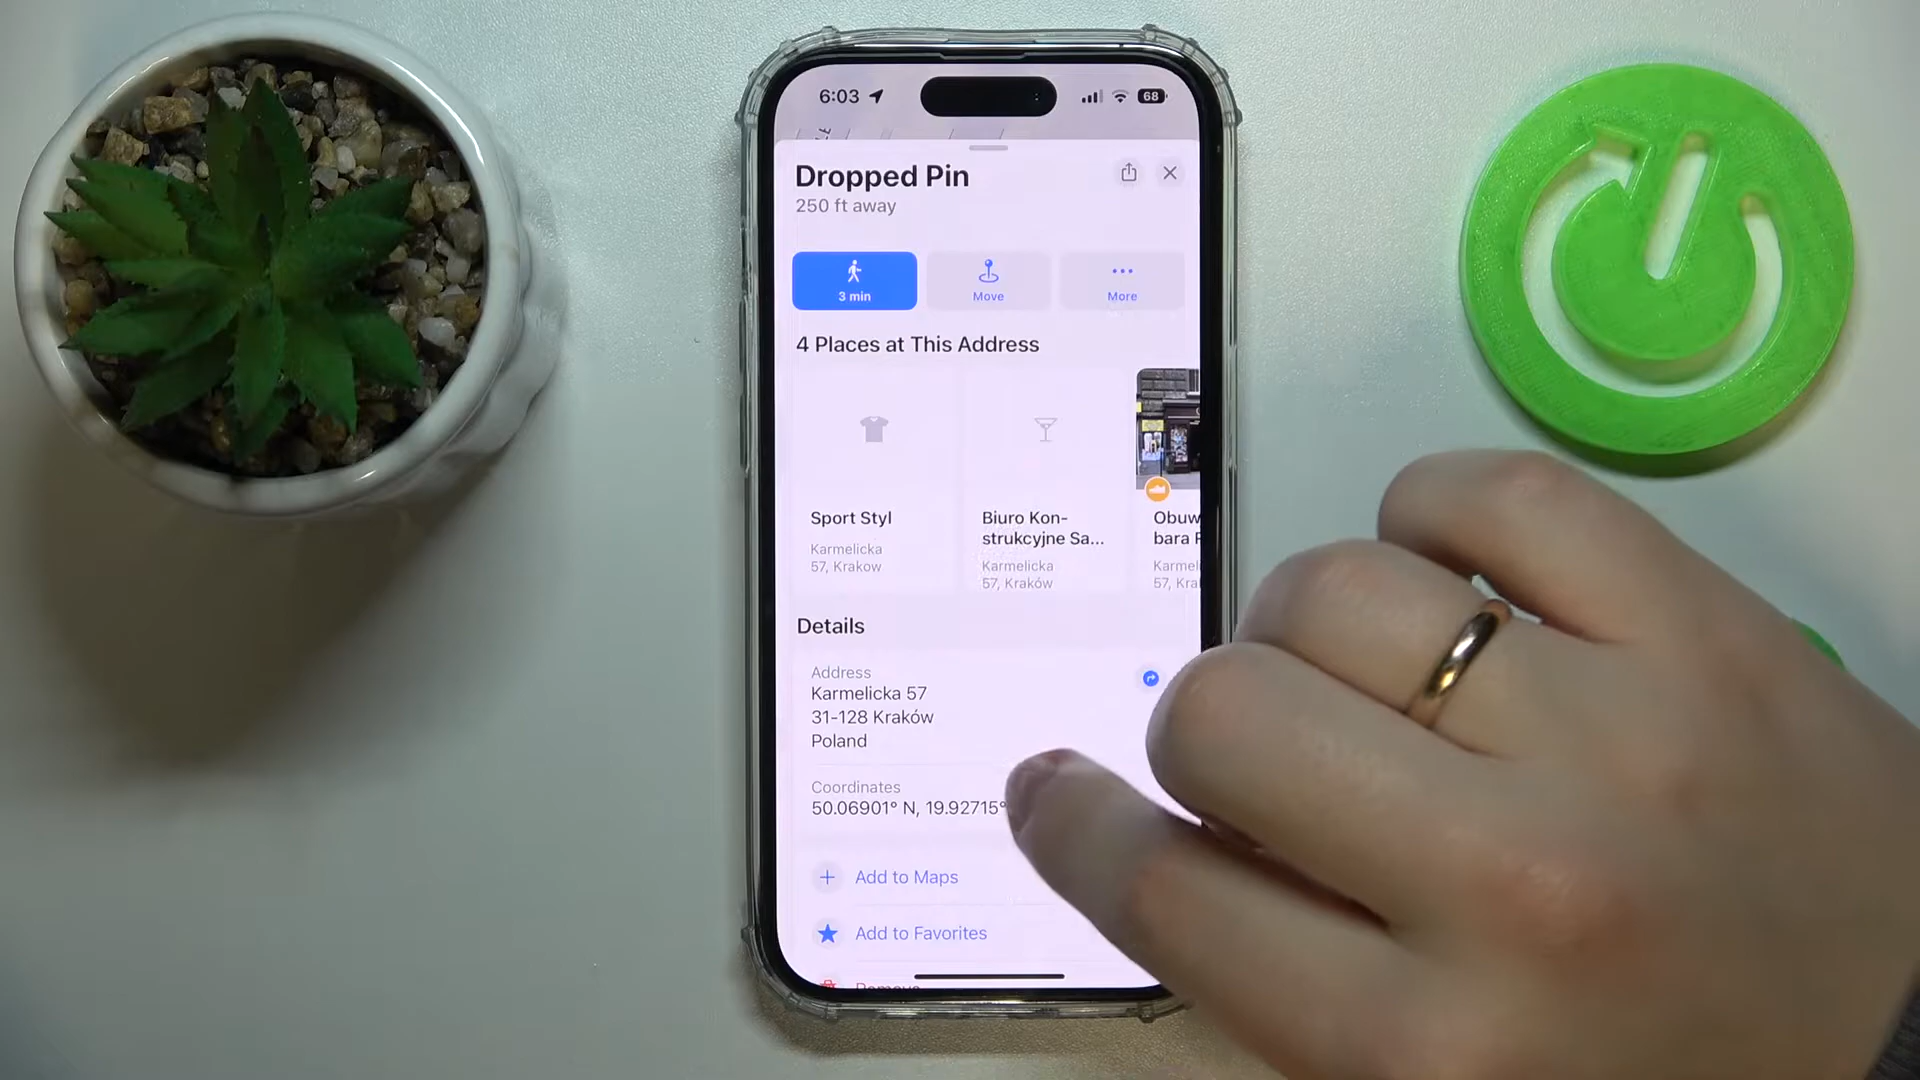 6:03
68
Dropped Pin
250 ft away
3 min
Move
More
4 Places at This Address
Sport Styl
Karmelicka
57, Krakow
Biuro Kon-
strukcyjne Sa...
Karmelicka
57, Kraków
Obuw
bara
Karmel
57, Kra
Details
Address
Karmelicka 57
31-128 Kraków
Poland
Coordinates
50.06901° N, 19.92715°
Add to Maps
Add to Favorites
Remove